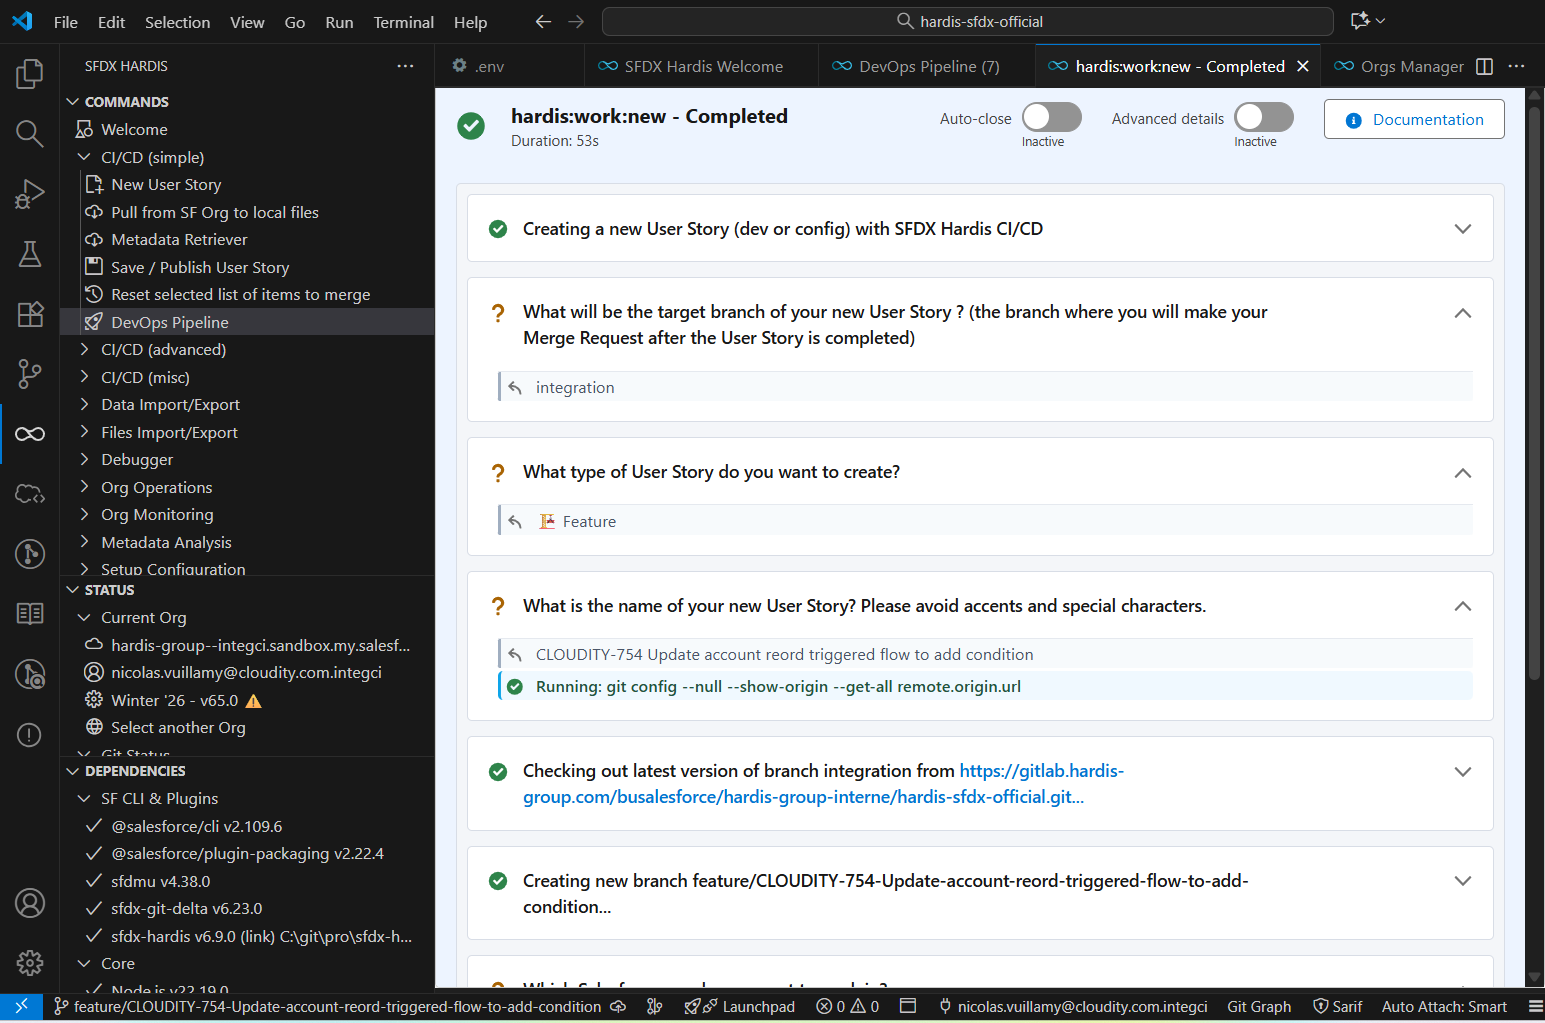 File Edit Selection View Go Run Terminal Help
hardis-sfdx-official
SFDX HARDIS
.env
SFDX Hardis Welcome
DevOps Pipeline (7)
hardis:work:new - Completed
Orgs Manager
COMMANDS
Welcome
CI/CD (simple)
New User Story
Pull from SF Org to local files
Metadata Retriever
Save / Publish User Story
Reset selected list of items to merge
DevOps Pipeline
CI/CD (advanced)
CI/CD (misc)
Data Import/Export
Files Import/Export
Debugger
Org Operations
Org Monitoring
Metadata Analysis
Setup Configuration
STATUS
Current Org
hardis-group--integci.sandbox.my.salesf...
nicolas.vuillamy@cloudity.com.integci
Winter '26 - v65.0
Select another Org
Git Status
DEPENDENCIES
SF CLI & Plugins
@salesforce/cli v2.109.6
@salesforce/plugin-packaging v2.22.4
sfdmu v4.38.0
sfdx-git-delta v6.23.0
sfdx-hardis v6.9.0 (link) C:\git\pro\sfdx-h...
Core
Node.js v22.19.0
hardis:work:new - Completed
Duration: 53s
Auto-close
Inactive
Advanced details
Inactive
Documentation
Creating a new User Story (dev or config) with SFDX Hardis CI/CD
What will be the target branch of your new User Story ? (the branch where you will make your
Merge Request after the User Story is completed)
integration
What type of User Story do you want to create?
Feature
What is the name of your new User Story? Please avoid accents and special characters.
CLOUDITY-754 Update account reord triggered flow to add condition
Running: git config --null --show-origin --get-all remote.origin.url
Checking out latest version of branch integration from https://gitlab.hardis-
group.com/busalesforce/hardis-group-interne/hardis-sfdx-official.git...
Creating new branch feature/CLOUDITY-754-Update-account-reord-triggered-flow-to-add-
condition...
feature/CLOUDITY-754-Update-account-reord-triggered-flow-to-add-condition
Launchpad
0 0
nicolas.vuillamy@cloudity.com.integci
Git Graph
Sarif
Auto Attach: Smart